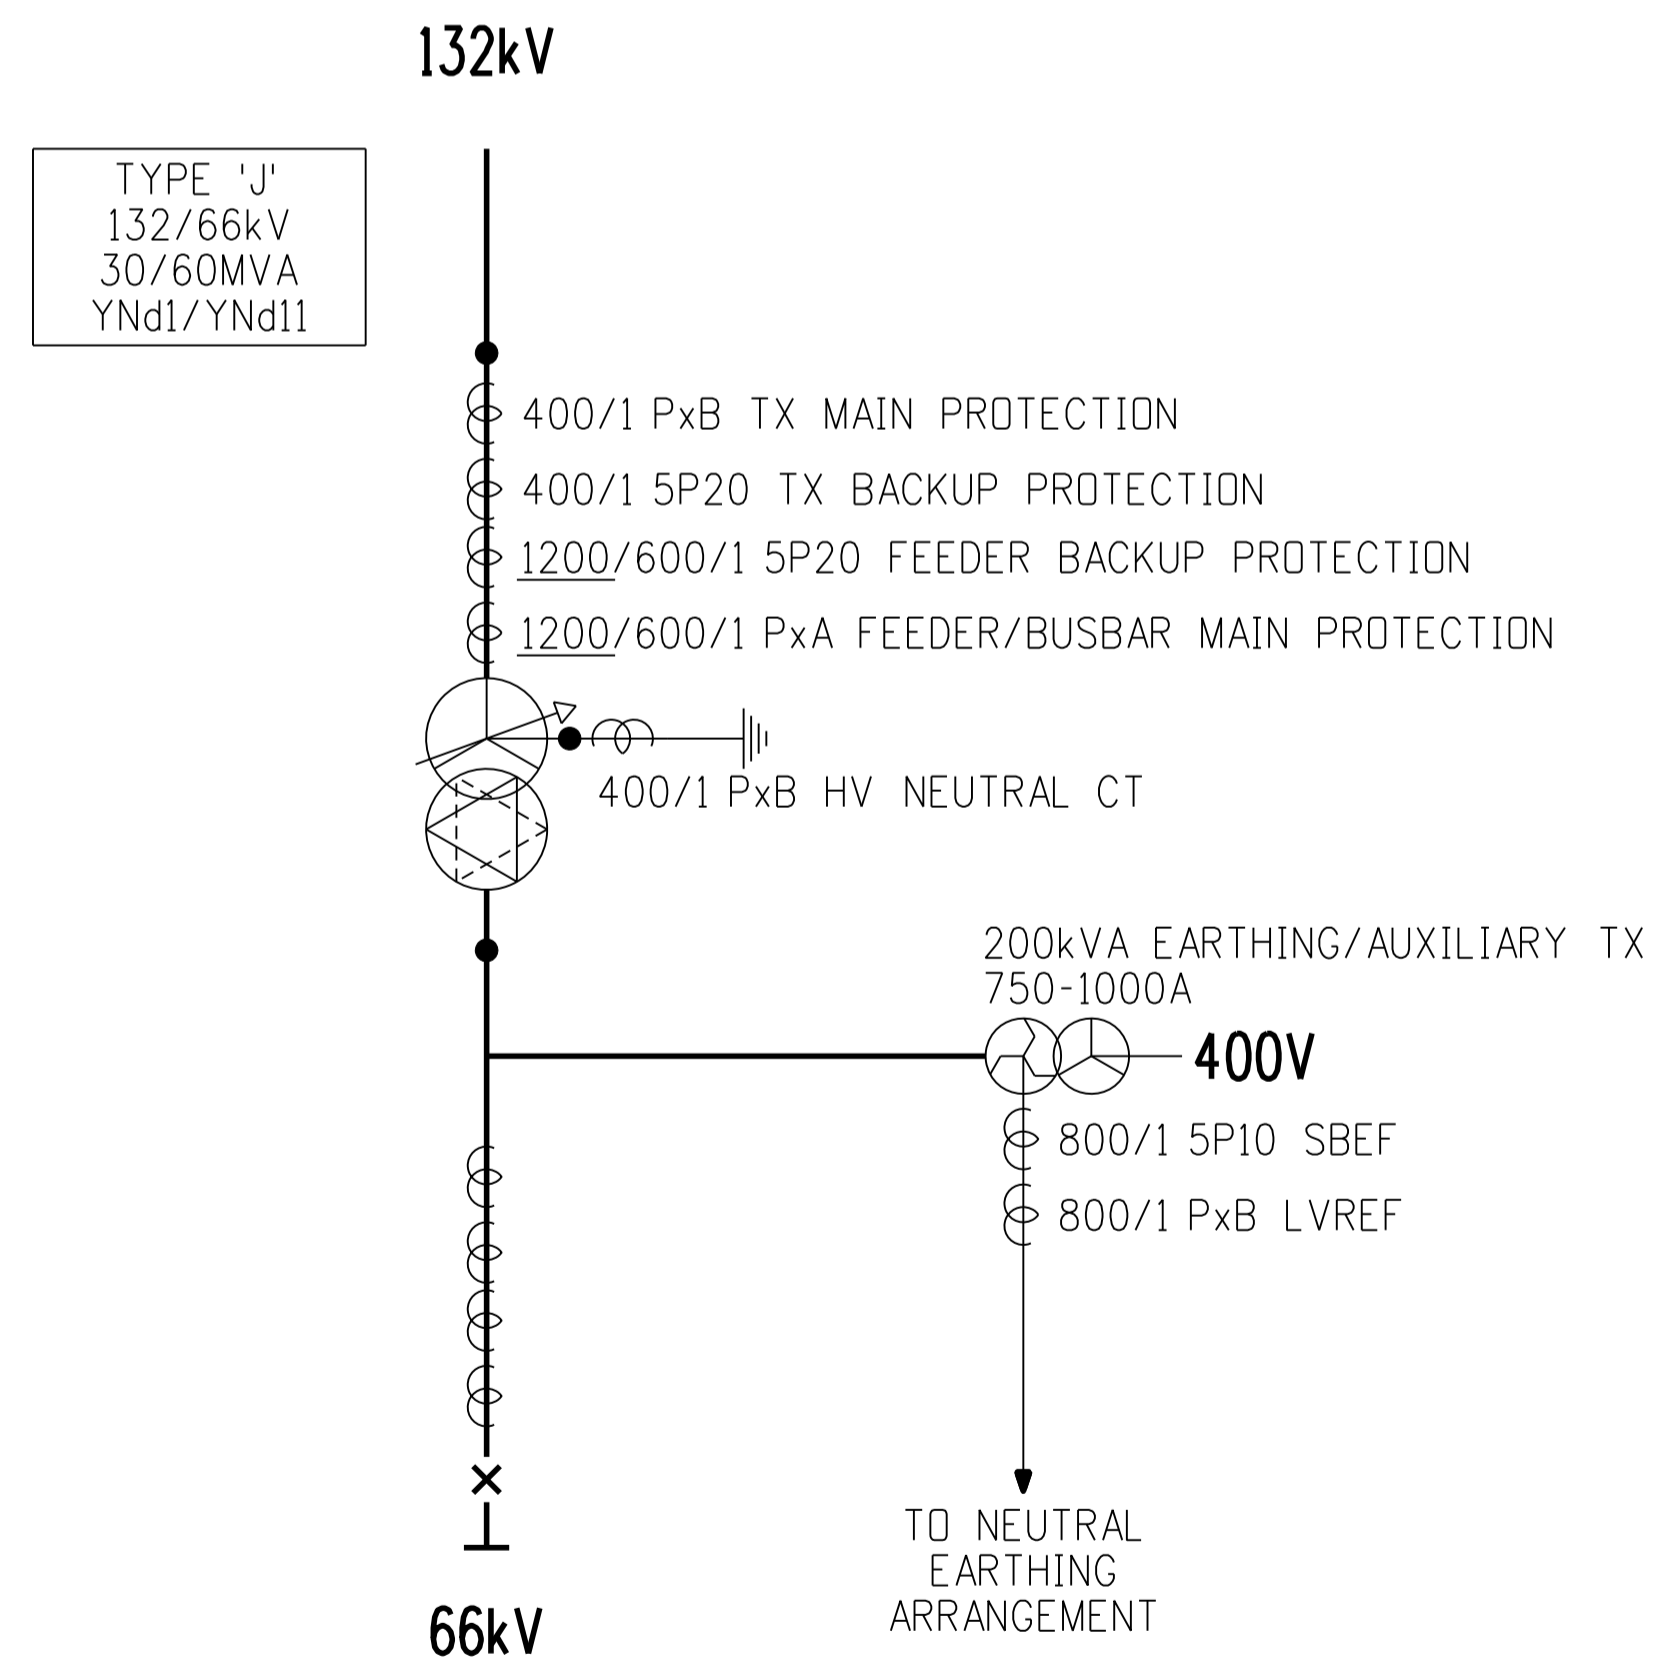 132kV
TYPE 'J'
132/66kV
30/60MVA
YNd1/YNd11
400/1 PxB TX MAIN PROTECTION
400/1 5P20 TX BACKUP PROTECTION
1200/600/1 5P20 FEEDER BACKUP PROTECTION
1200/600/1 PxA FEEDER/BUSBAR MAIN PROTECTION
400/1 PxB HV NEUTRAL CT
200kVA EARTHING/AUXILIARY TX
750-1000A
400V
800/1 5P10 SBEF
800/1 PxB LVREF
TO NEUTRAL
EARTHING
ARRANGEMENT
66kV